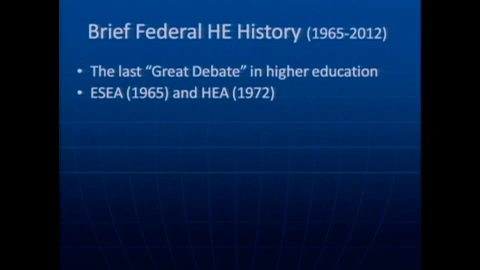 Brief Federal HE History (1965-2012)
• The last “Great Debate” in higher education
• ESEA (1965) and HEA (1972)